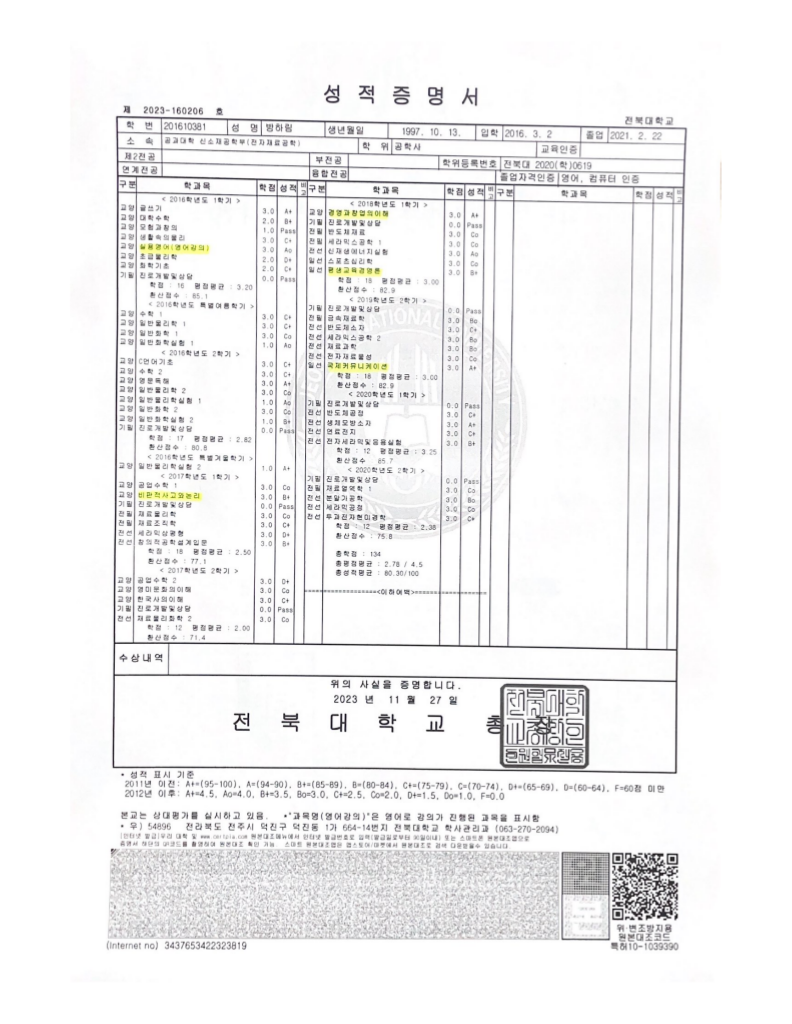 성적증명서
제 2023-160206 호
전북대학교
학 번 201610381 성 명 방하림 생년월일 1997. 10. 13. 입학 2016. 3. 2 졸업 2021. 2. 22
소 속 공과대학 신소재공학부(전자재료공학) 학 위 공학사 교육인증
제2전공 부전공 학위등록번호 전북대 2020(학)0619
연계전공 융합전공 졸업자격인증 영어, 컴퓨터 인증
구분 학과목 학점 성적 비고 구분 학과목 학점 성적 비고 구분 학과목 학점 성적 비고
< 2016학년도 1학기 >
교양 글쓰기 3.0 A+
교양 대학수학 2.0 B+
교양 모험과창의 1.0 Pass
교양 생활속의물리 3.0 C+
교양 실용영어(영어강의) 3.0 Ao
교양 초급물리학 2.0 D+
교양 화학기초 2.0 C+
기필 진로개발및상담 0.0 Pass
학점 : 16 평점평균 : 3.20
환산점수 : 85.1
< 2016학년도 특별여름학기 >
교양 수학 1 3.0 C+
교양 일반물리학 1 3.0 C+
교양 일반화학 1 3.0 Co
교양 일반화학실험 1 1.0 Ao
< 2016학년도 2학기 >
교양 C언어기초 3.0 C+
교양 수학 2 3.0 C+
교양 영문독해 3.0 A+
교양 일반물리학 2 3.0 Co
교양 일반물리학실험 1 1.0 Ao
교양 일반화학 2 3.0 Co
교양 일반화학실험 2 1.0 B+
기필 진로개발및상담 0.0 Pass
학점 : 17 평점평균 : 2.82
환산점수 : 80.8
< 2016학년도 특별겨울학기 >
교양 일반물리학실험 2 1.0 A+
< 2017학년도 1학기 >
교양 공업수학 1 3.0 Co
교양 비판적사고와논리 3.0 B+
기필 진로개발및상담 0.0 Pass
전필 재료물리학 3.0 Co
전필 재료조직학 3.0 C+
전선 세라믹상평형 3.0 D+
전선 창의적공학설계입문 3.0 B+
학점 : 18 평점평균 : 2.50
환산점수 : 77.1
< 2017학년도 2학기 >
교양 공업수학 2 3.0 D+
교양 영미문화의이해 3.0 Co
교양 한국사의이해 3.0 C+
기필 진로개발및상담 0.0 Pass
전선 재료물리화학 2 3.0 Co
학점 : 12 평점평균 : 2.00
환산점수 : 71.4
< 2018학년도 1학기 >
교양 경영과창업의이해 3.0 A+
기필 진로개발및상담 0.0 Pass
전필 반도체재료 3.0 Co
전필 세라믹스공학 1 3.0 Co
전선 신재생에너지실험 3.0 Ao
일선 스포츠심리학 3.0 Co
일선 평생교육경영론 3.0 B+
학점 : 18 평점평균 : 3.00
환산점수 : 82.9
< 2019학년도 2학기 >
기필 진로개발및상담 0.0 Pass
전필 금속재료학 3.0 Bo
전선 반도체소자 3.0 C+
전선 세라믹스공학 2 3.0 Bo
전선 재료과학 3.0 Bo
전선 전자재료물성 3.0 Co
일선 국제커뮤니케이션 3.0 A+
학점 : 18 평점평균 : 3.00
환산점수 : 82.9
< 2020학년도 1학기 >
기필 진로개발및상담 0.0 Pass
전선 반도체공정 3.0 C+
전선 생체모방소자 3.0 A+
전선 연료전지 3.0 C+
전선 전자세라믹및응용실험 3.0 B+
학점 : 12 평점평균 : 3.25
환산점수 : 85.7
< 2020학년도 2학기 >
기필 진로개발및상담 0.0 Pass
전필 재료열역학 1 3.0 Co
전선 분말기공학 3.0 Bo
전선 세라믹공정 3.0 Co
전선 투과전자현미경학 3.0 C+
학점 : 12 평점평균 : 2.38
환산점수 : 75.8
총학점 : 134
총평점평균 : 2.78 / 4.5
총성적평균 : 80.30/100
<이하여백>
수상내역
위의 사실을 증명합니다.
2023 년 11 월 27 일
전 북 대 학 교 총 장
* 성적 표시 기준
2011년 이전: A+=(95-100), A=(94-90), B+=(85-89), B=(80-84), C+=(75-79), C=(70-74), D+=(65-69), D=(60-64), F=60점 미만
2012년 이후: A+=4.5, Ao=4.0, B+=3.5, Bo=3.0, C+=2.5, Co=2.0, D+=1.5, Do=1.0, F=0.0
본교는 상대평가를 실시하고 있음. *"과목명(영어강의)"은 영어로 강의가 진행된 과목을 표시함
* 우) 54896 전라북도 전주시 덕진구 덕진동 1가 664-14번지 전북대학교 학사관리과 (063-270-2094)
위·변조방지용
원본대조코드
특허10-1039390
(Internet no) 3437653422323819